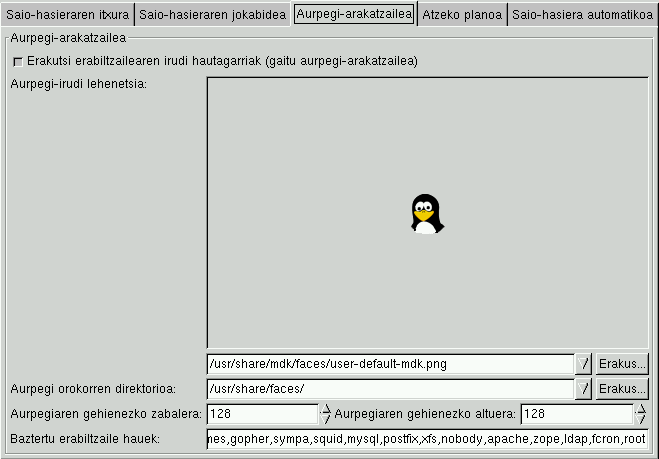 Saio-hasieraren itxura Saio-hasieraren jokabidea Aurpegi-arakatzailea Atzeko planoa Saio-hasiera automatikoa
Aurpegi-arakatzailea
Erakutsi erabiltzailearen irudi hautagarriak (gaitu aurpegi-arakatzailea)
Aurpegi-irudi lehenetsia:
/usr/share/mdk/faces/user-default-mdk.png Erakus...
Aurpegi orokorren direktorioa: /usr/share/faces/ Erakus...
Aurpegiaren gehienezko zabalera: 128 Aurpegiaren gehienezko altuera: 128
Baztertu erabiltzaile hauek: nes,gopher,sympa,squid,mysql,postfix,xfs,nobody,apache,zope,ldap,fcron,root